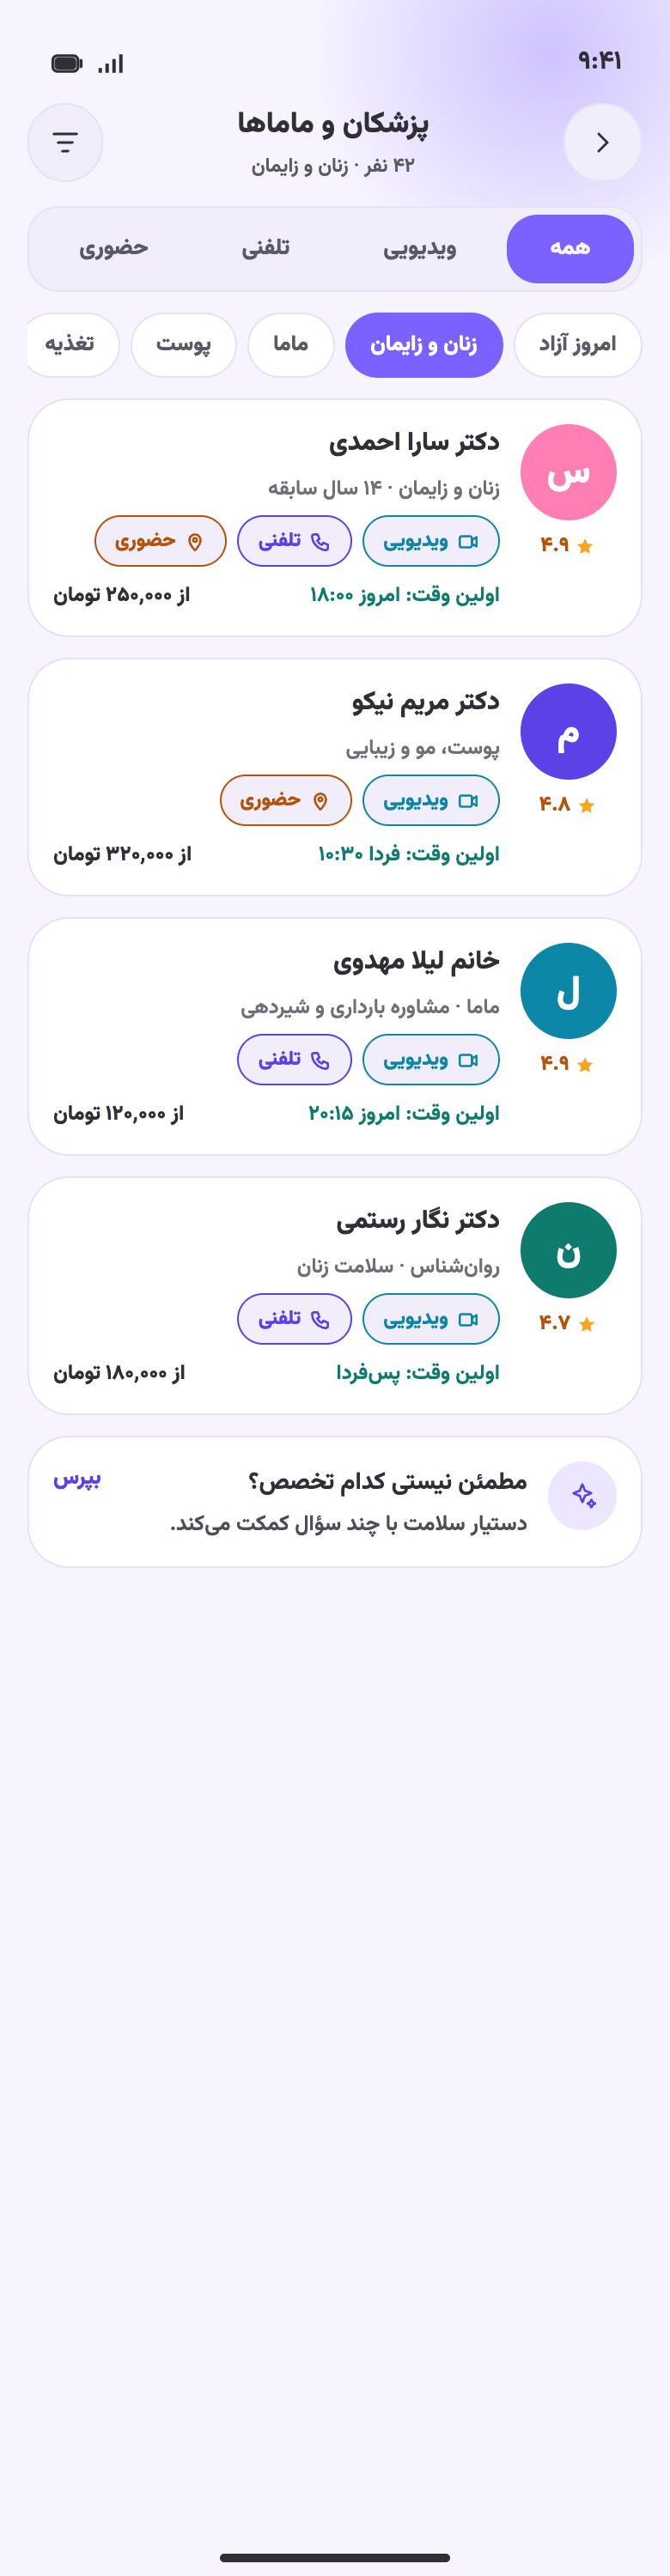 ۹:۴۱
پزشکان و ماماها
۴۲ نفر · زنان و زایمان
همه ویدیویی تلفنی حضوری
امروز آزاد زنان و زایمان ماما پوست تغذیه
س
۴.۹
دکتر سارا احمدی
زنان و زایمان · ۱۴ سال سابقه
ویدیویی تلفنی حضوری
اولین وقت: امروز ۱۸:۰۰ از ۲۵۰,۰۰۰ تومان
م
۴.۸
دکتر مریم نیکو
پوست، مو و زیبایی
ویدیویی حضوری
اولین وقت: فردا ۱۰:۳۰ از ۳۲۰,۰۰۰ تومان
ل
۴.۹
خانم لیلا مهدوی
ماما · مشاوره بارداری و شیردهی
ویدیویی تلفنی
اولین وقت: امروز ۲۰:۱۵ از ۱۲۰,۰۰۰ تومان
ن
۴.۷
دکتر نگار رستمی
روان‌شناس · سلامت زنان
ویدیویی تلفنی
اولین وقت: پس‌فردا از ۱۸۰,۰۰۰ تومان
مطمئن نیستی کدام تخصص؟ بپرس
دستیار سلامت با چند سؤال کمکت می‌کند.